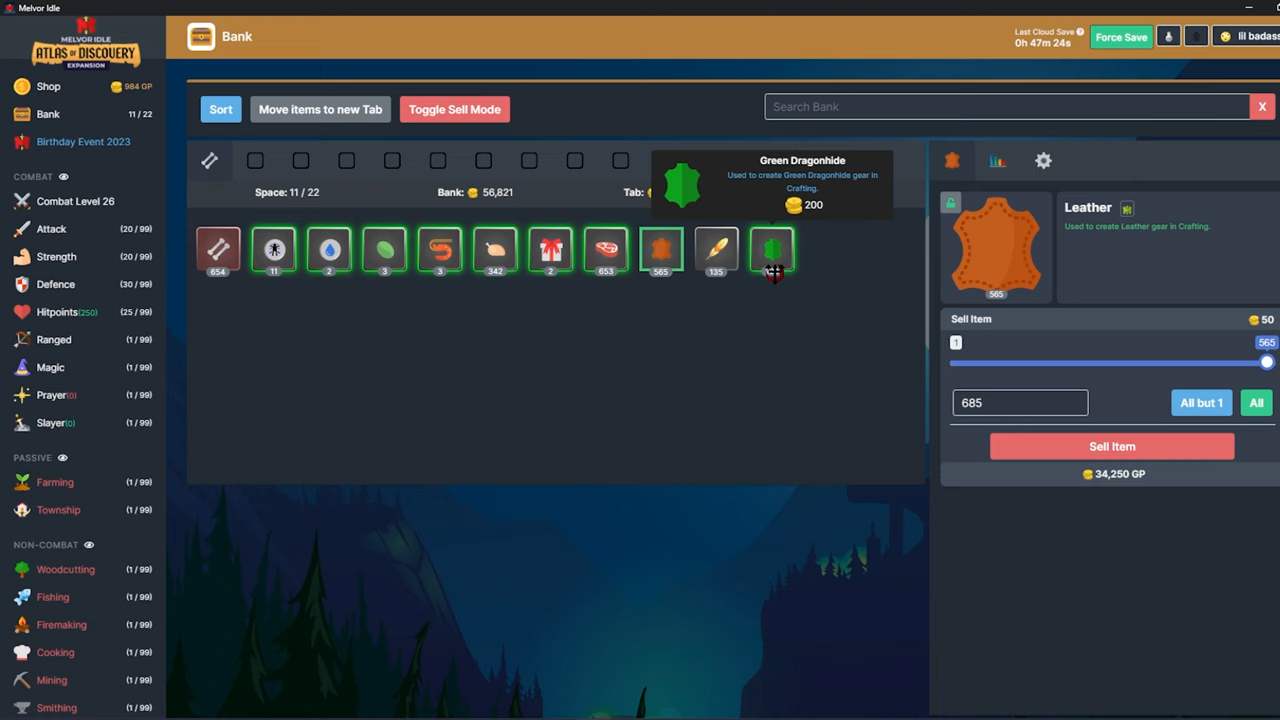 Melvor Idle
MELVOR IDLE
ATLAS OF DISCOVERY
EXPANSION
Bank
Last Cloud Save
0h 47m 24s
Force Save
lil badass
Shop
984 GP
Bank
11 / 22
Birthday Event 2023
COMBAT
Combat Level 26
Attack
(20 / 99)
Strength
(20 / 99)
Defence
(30 / 99)
Hitpoints(250)
(25 / 99)
Ranged
(1 / 99)
Magic
(1 / 99)
Prayer(0)
(1 / 99)
Slayer(0)
(1 / 99)
PASSIVE
Farming
(1 / 99)
Township
(1 / 99)
NON-COMBAT
Woodcutting
(1 / 99)
Fishing
(1 / 99)
Firemaking
(1 / 99)
Cooking
(1 / 99)
Mining
(1 / 99)
Smithing
(1 / 99)
Sort
Move items to new Tab
Toggle Sell Mode
Search Bank
X
Space: 11 / 22
Bank: 56,821
Tab:
Green Dragonhide
Used to create Green Dragonhide gear in
Crafting.
200
654
11
2
3
3
342
2
653
565
135
Leather
Used to create Leather gear in Crafting.
565
Sell Item
50
1
565
685
All but 1
All
Sell Item
34,250 GP